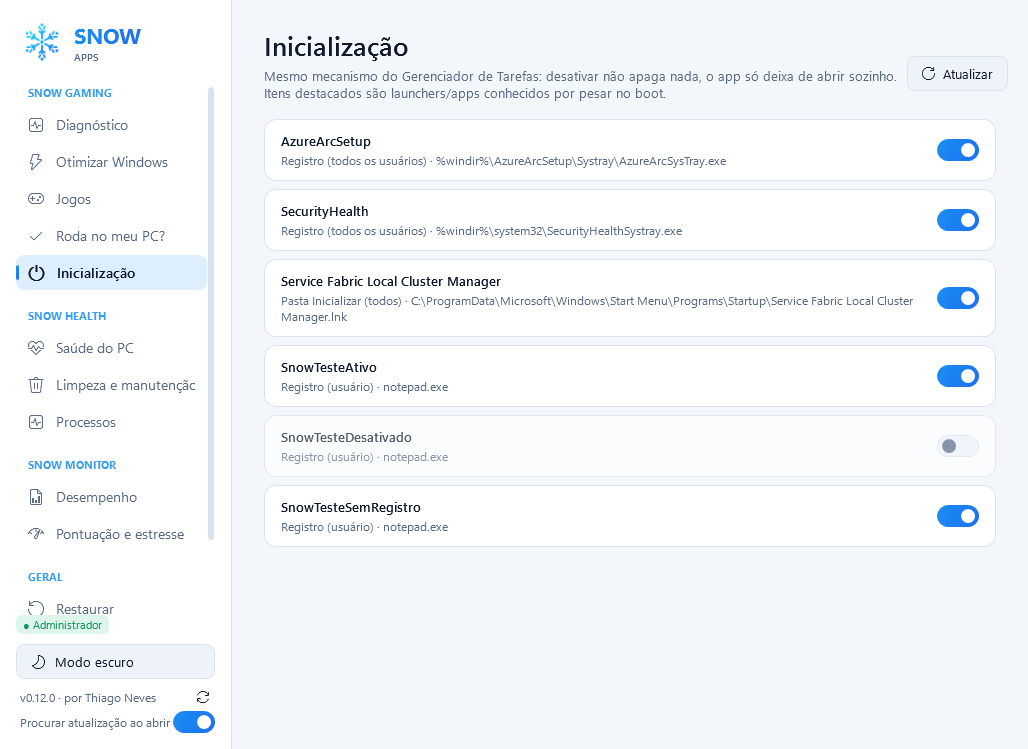 SNOW
APPS
SNOW GAMING
Diagnóstico
Otimizar Windows
Jogos
Roda no meu PC?
Inicialização
SNOW HEALTH
Saúde do PC
Limpeza e manutençãc
Processos
SNOW MONITOR
Desempenho
Pontuação e estresse
GERAL
Restaurar
Administrador
Modo escuro
v0.12.0 · por Thiago Neves
Procurar atualização ao abrir
Inicialização
Mesmo mecanismo do Gerenciador de Tarefas: desativar não apaga nada, o app só deixa de abrir sozinho.
Itens destacados são launchers/apps conhecidos por pesar no boot.
Atualizar
AzureArcSetup
Registro (todos os usuários) · %windir%\AzureArcSetup\Systray\AzureArcSysTray.exe
SecurityHealth
Registro (todos os usuários) · %windir%\system32\SecurityHealthSystray.exe
Service Fabric Local Cluster Manager
Pasta Inicializar (todos) · C:\ProgramData\Microsoft\Windows\Start Menu\Programs\Startup\Service Fabric Local Cluster
Manager.lnk
SnowTesteAtivo
Registro (usuário) · notepad.exe
SnowTesteDesativado
Registro (usuário) · notepad.exe
SnowTesteSemRegistro
Registro (usuário) · notepad.exe